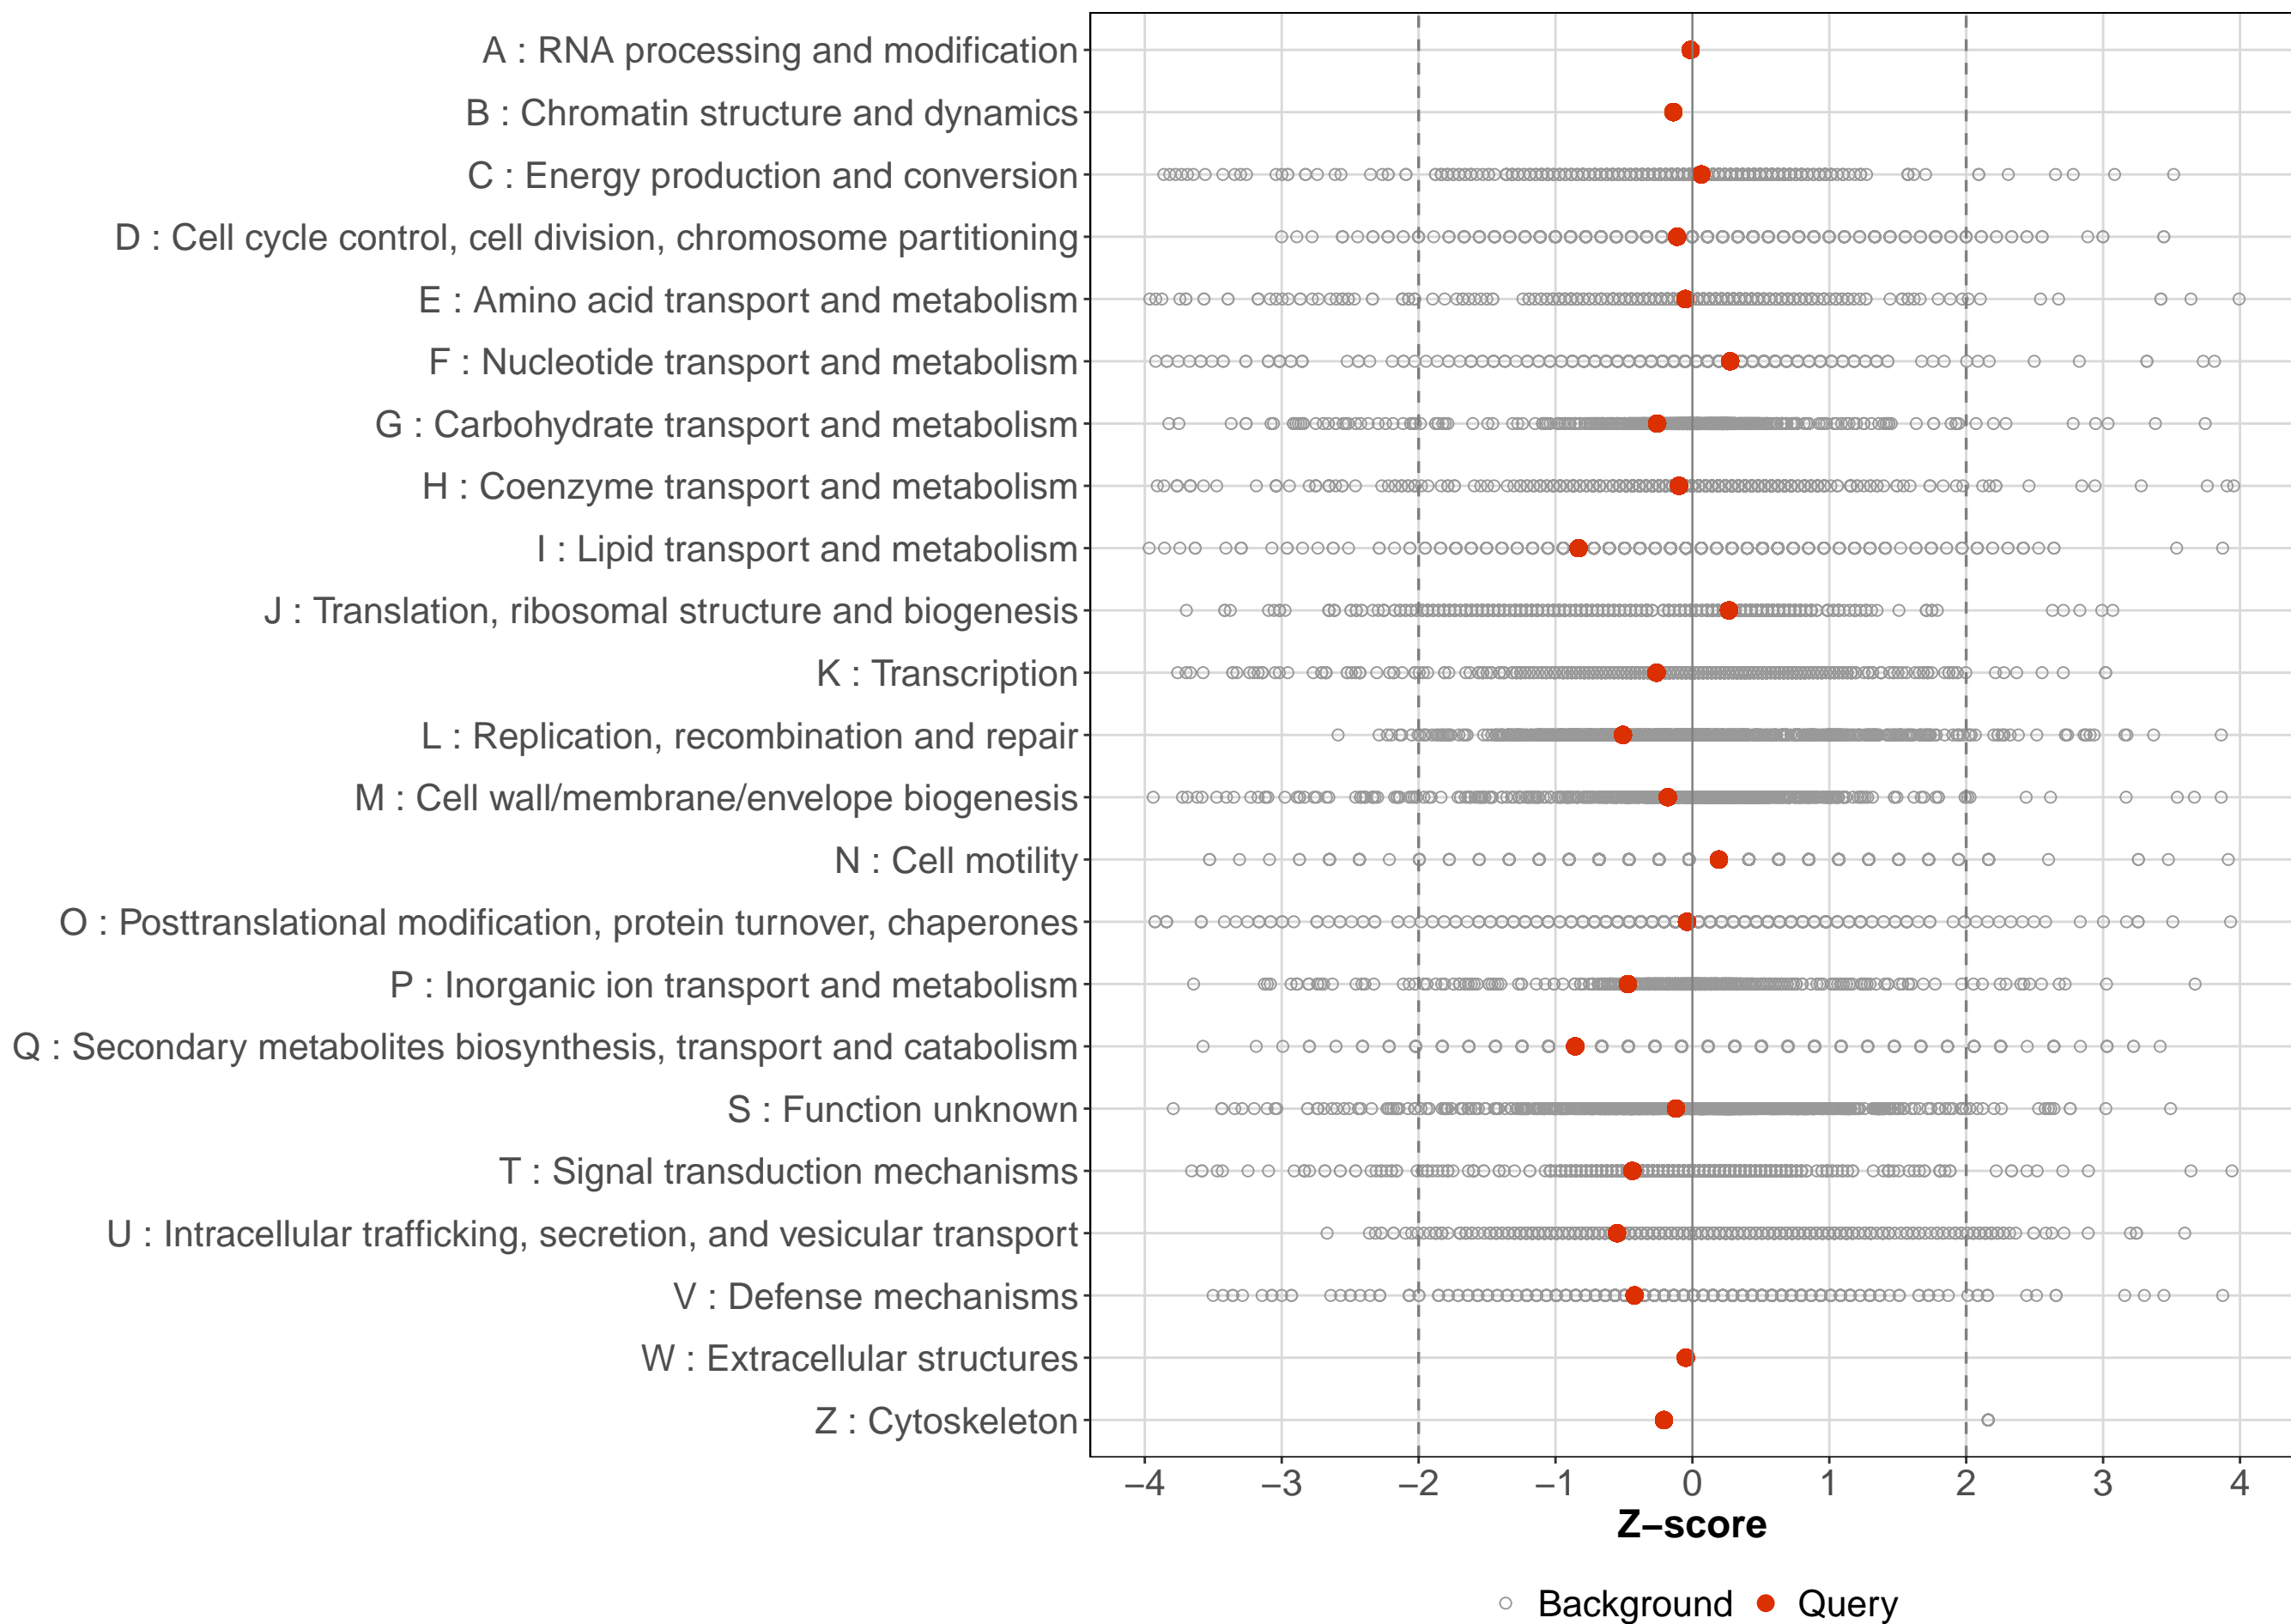 A : RNA processing and modification
B : Chromatin structure and dynamics
C : Energy production and conversion
D : Cell cycle control, cell division, chromosome partitioning
E : Amino acid transport and metabolism
F : Nucleotide transport and metabolism
G : Carbohydrate transport and metabolism
H : Coenzyme transport and metabolism
I : Lipid transport and metabolism
J : Translation, ribosomal structure and biogenesis
K : Transcription
L : Replication, recombination and repair
M : Cell wall/membrane/envelope biogenesis
N : Cell motility
O : Posttranslational modification, protein turnover, chaperones
P : Inorganic ion transport and metabolism
Q : Secondary metabolites biosynthesis, transport and catabolism
S : Function unknown
T : Signal transduction mechanisms
U : Intracellular trafficking, secretion, and vesicular transport
V : Defense mechanisms
W : Extracellular structures
Z : Cytoskeleton
−4 −3 −2 −1 0 1 2 3 4
Z−score
Background Query